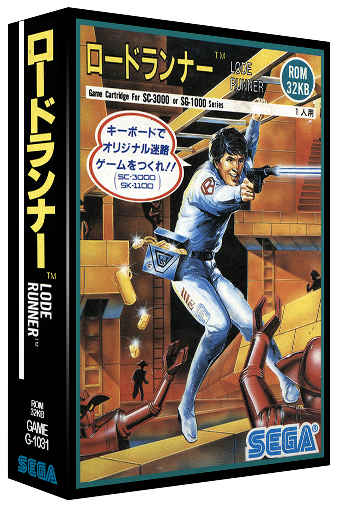 ロードランナー™
LODE
RUNNER™
ROM
32KB
GAME
G-1031
SEGA
ロードランナー™
LODE
RUNNER
ROM
32KB
Game Cartridge For SC-3000 or SG-1000 Series
1人用
キーボードで
オリジナル迷路
ゲームをつくれ!!
(SC-3000
SK-1100)
SEGA®